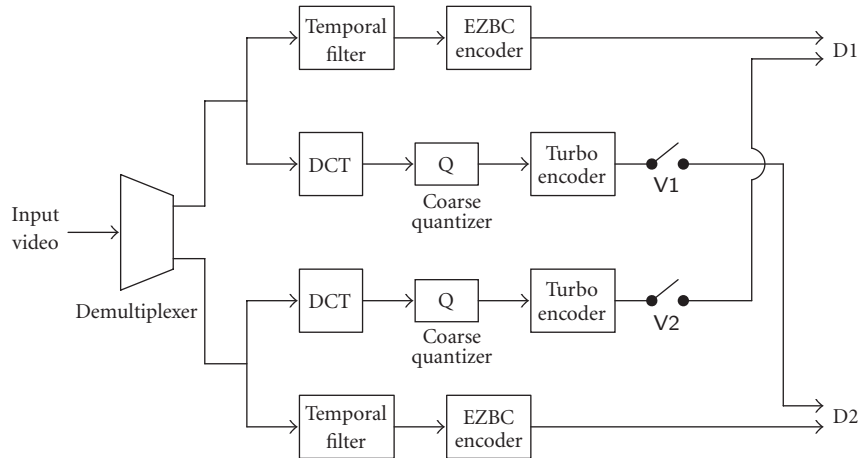 Temporal
filter
EZBC
encoder
D1
DCT
Q
Coarse
quantizer
Turbo
encoder
V1
Input
video
Demultiplexer
DCT
Q
Coarse
quantizer
Turbo
encoder
V2
Temporal
filter
EZBC
encoder
D2